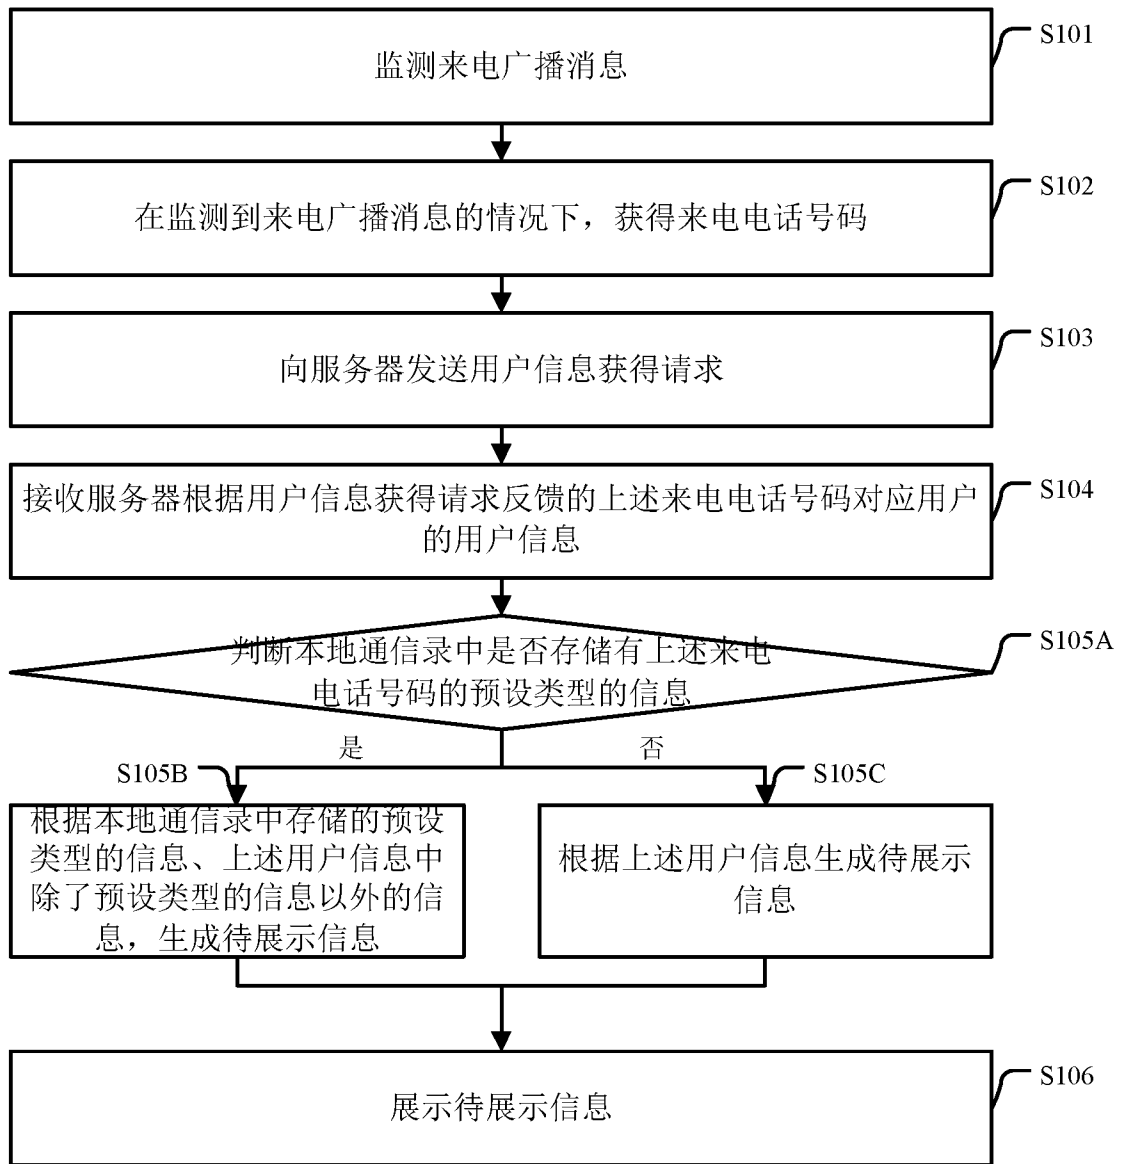 监测来电广播消息
S101
在监测到来电广播消息的情况下，获得来电电话号码
S102
向服务器发送用户信息获得请求
S103
接收服务器根据用户信息获得请求反馈的上述来电电话号码对应用户
的用户信息
S104
判断本地通信录中是否存储有上述来电
电话号码的预设类型的信息
S105A
是
否
S105B
S105C
根据本地通信录中存储的预设
类型的信息、上述用户信息中
除了预设类型的信息以外的信
息，生成待展示信息
根据上述用户信息生成待展示
信息
展示待展示信息
S106